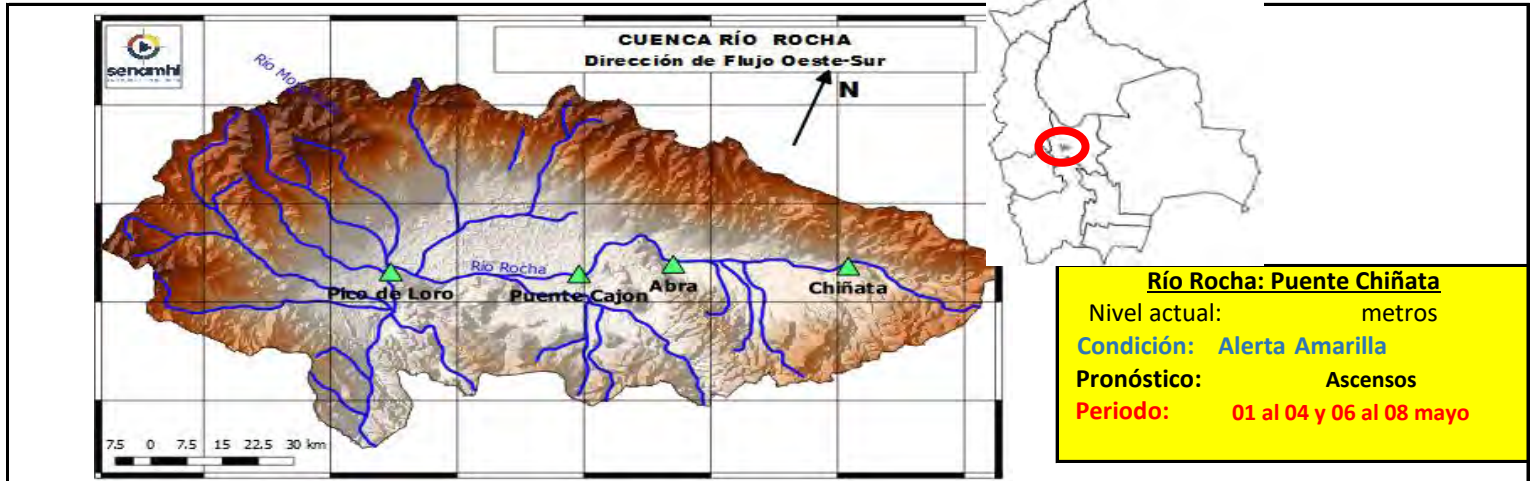 senamhi
CUENCA RÍO ROCHA
Dirección de Flujo Oeste-Sur
N
Río Rocha
Pico de Loro
Puente Cajon
Abra
Chiñata
7.5 0 7.5 15 22.5 30 km
Río Rocha: Puente Chiñata
Nivel actual: metros
Condición: Alerta Amarilla
Pronóstico: Ascensos
Periodo: 01 al 04 y 06 al 08 mayo